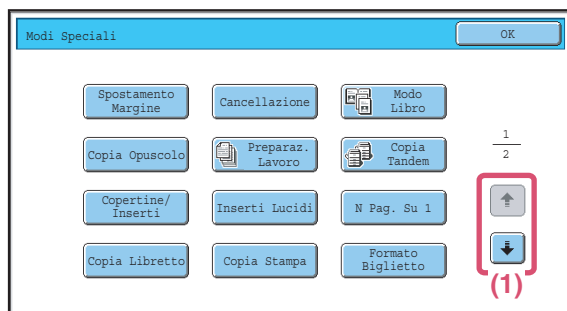 Modi Speciali
OK
Spostamento
Margine
Cancellazione
Modo
Libro
Copia Opuscolo
Preparaz.
Lavoro
Copia
Tandem
1
2
Copertine/
Inserti
Inserti Lucidi
N Pag. Su 1
Copia Libretto
Copia Stampa
Formato
Biglietto
(1)